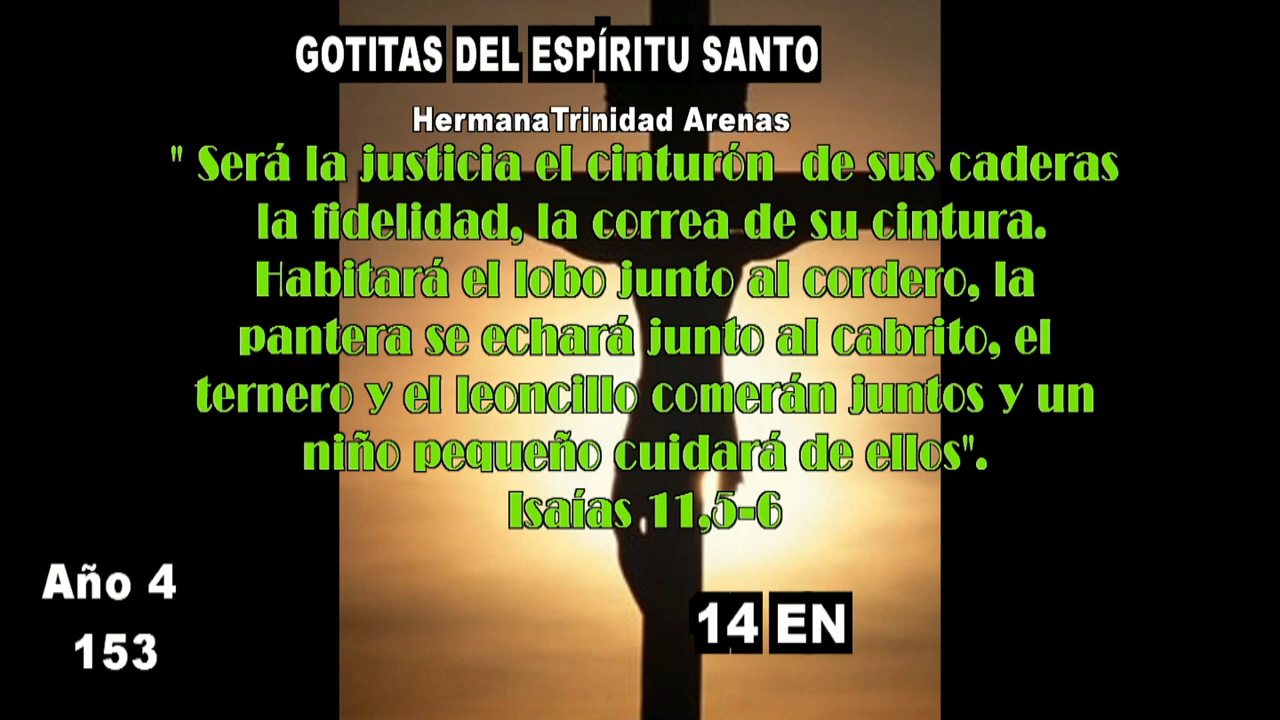 GOTITAS DEL ESPÍRITU SANTO
HermanaTrinidad Arenas
" Será la justicia el cinturón de sus caderas
la fidelidad, la correa de su cintura.
Habitará el lobo junto al cordero, la
pantera se echará junto al cabrito, el
ternero y el leoncillo comerán juntos y un
niño pequeño cuidará de ellos".
Isaías 11,5-6
Año 4
153
14 EN